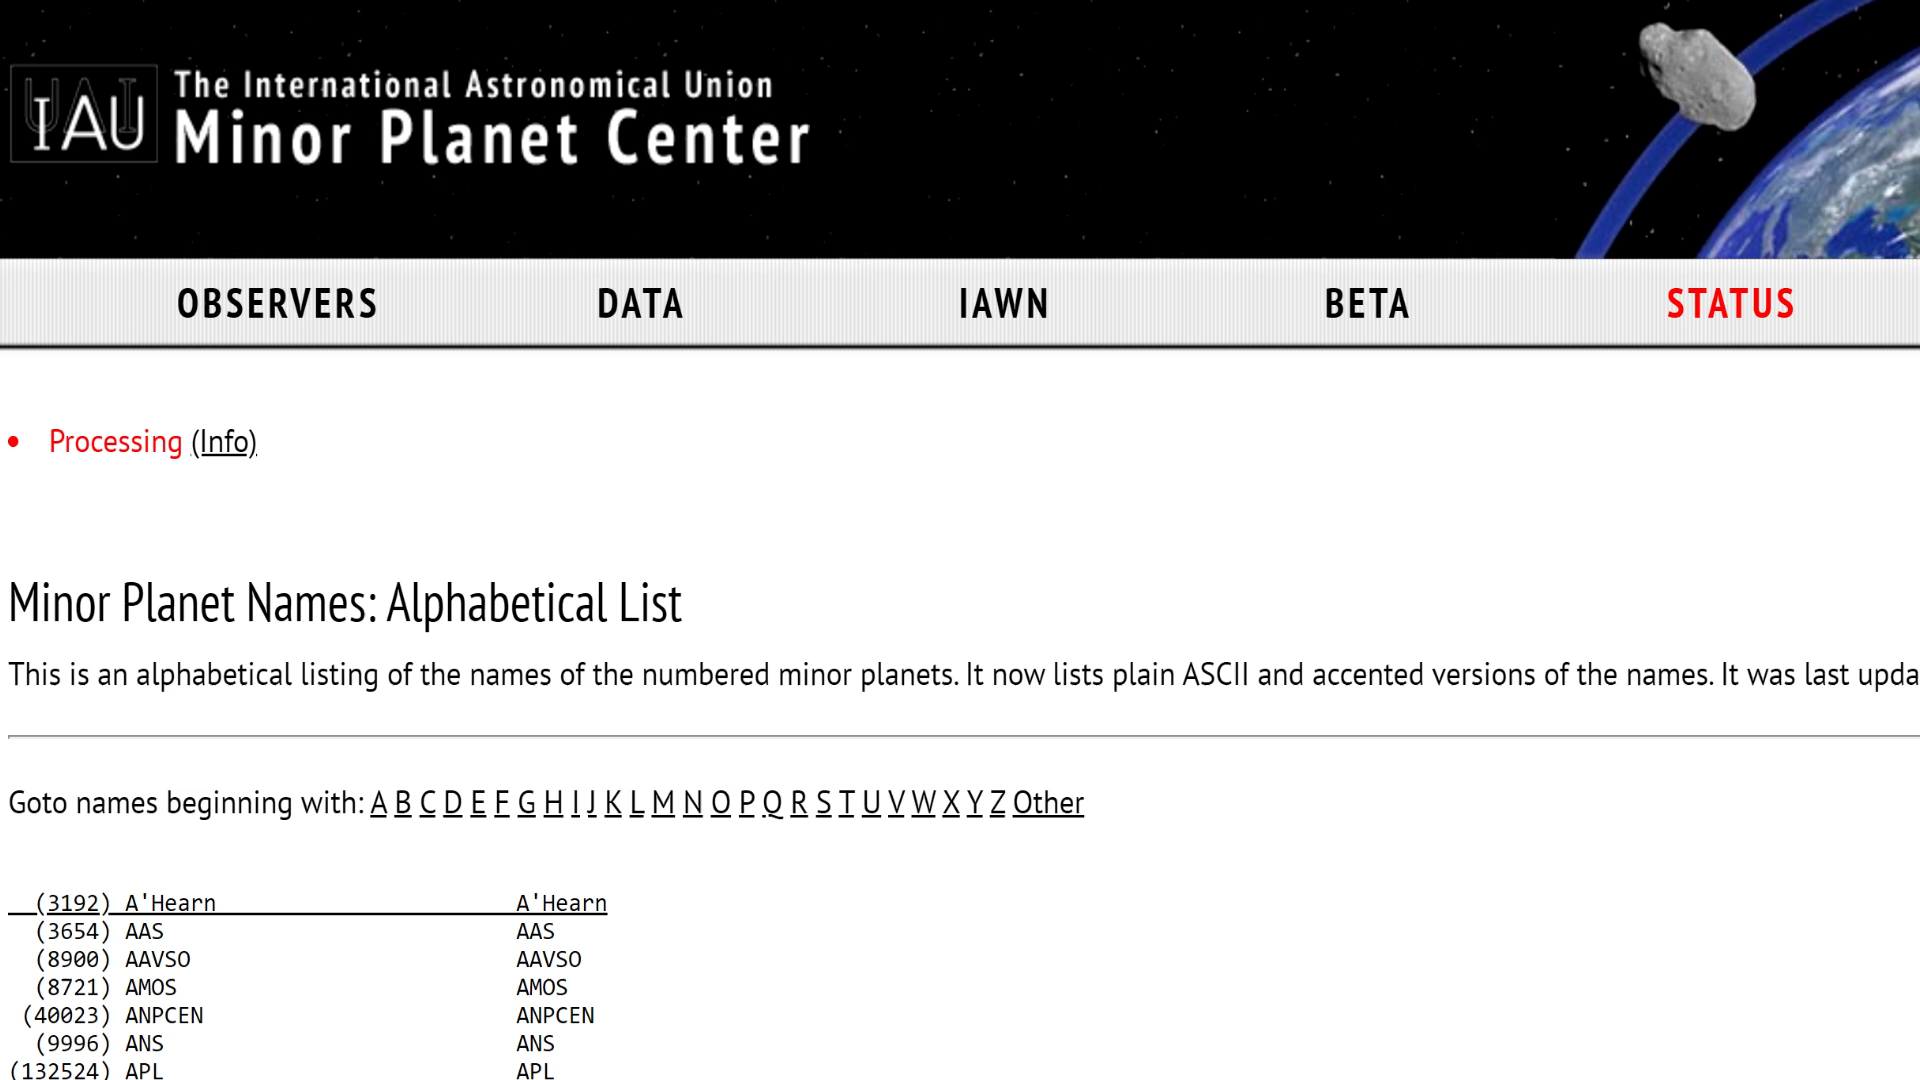 IAU
The International Astronomical Union
Minor Planet Center
OBSERVERS DATA IAWN BETA STATUS
• Processing (Info)
Minor Planet Names: Alphabetical List
This is an alphabetical listing of the names of the numbered minor planets. It now lists plain ASCII and accented versions of the names. It was last upda
Goto names beginning with: A B C D E F G H I J K L M N O P Q R S T U V W X Y Z Other
(3192) A'Hearn A'Hearn
(3654) AAS AAS
(8900) AAVSO AAVSO
(8721) AMOS AMOS
(40023) ANPCEN ANPCEN
(9996) ANS ANS
(132524) APL APL